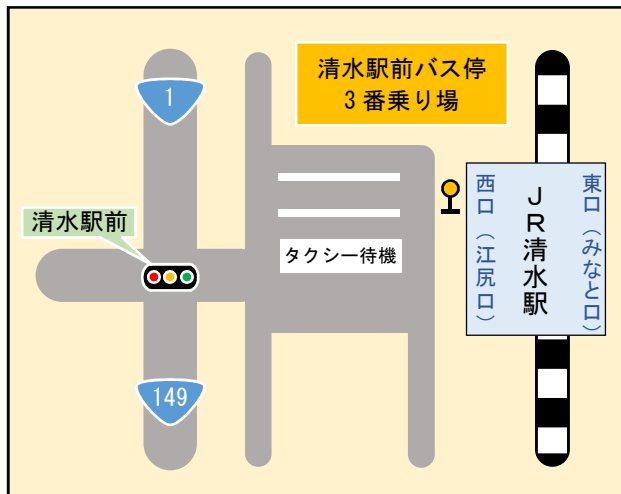 清水駅前バス停
3番乗り場
1
清水駅前
タクシー待機
149
西口（江尻口）
JR清水駅
東口（みなと口）